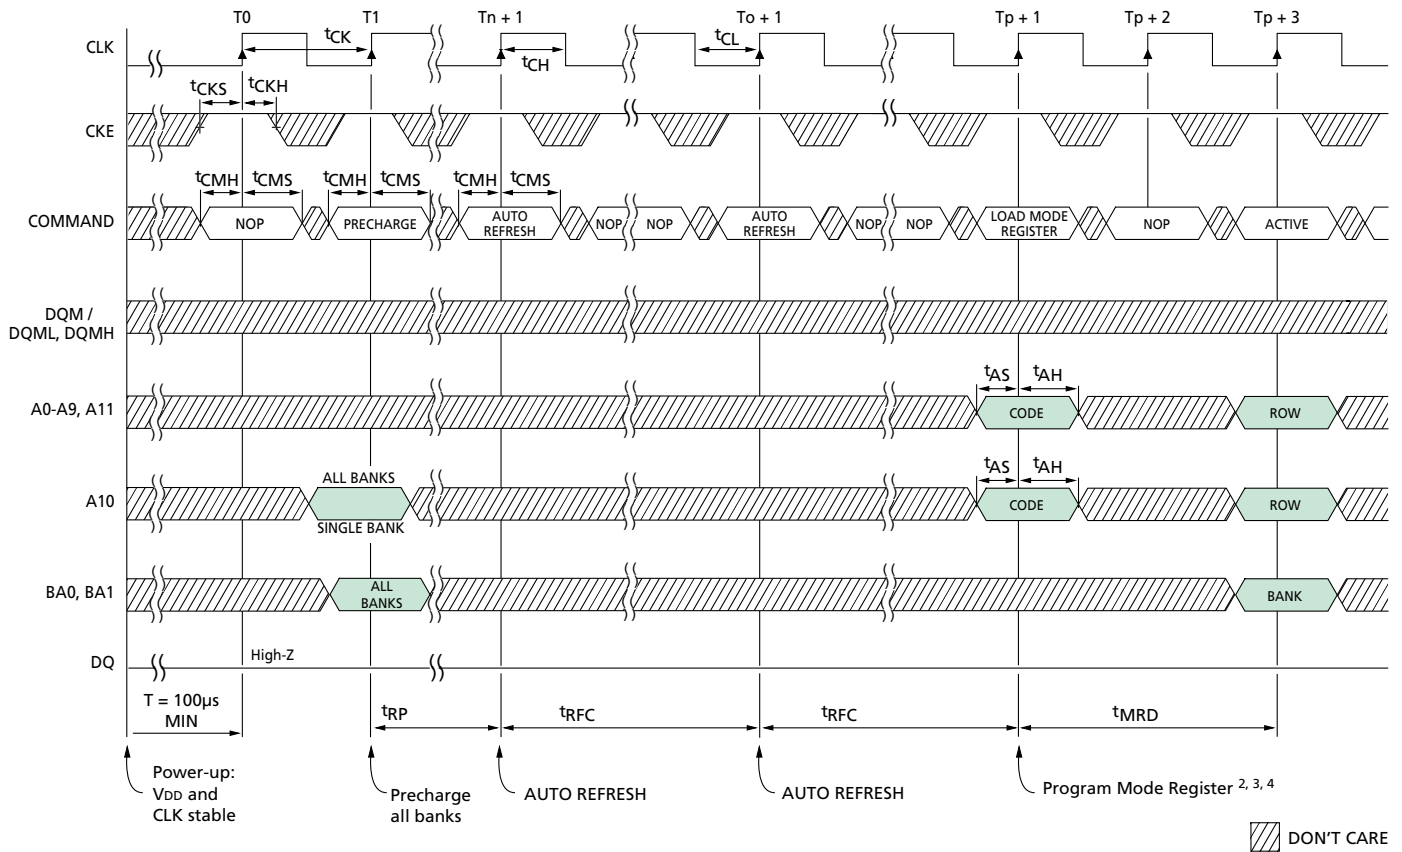 T0 T1 Tn + 1 To + 1 Tp + 1 Tp + 2 Tp + 3
CLK
tCK tCH tCL
tCKS tCKH
CKE
tCMH tCMS tCMH tCMS tCMH tCMS
COMMAND
NOP PRECHARGE AUTO REFRESH NOP NOP AUTO REFRESH NOP NOP LOAD MODE REGISTER NOP ACTIVE
DQM /
DQML, DQMH
tAS tAH
A0-A9, A11
CODE ROW
ALL BANKS
tAS tAH
A10
CODE ROW
SINGLE BANK
BA0, BA1
ALL BANKS BANK
DQ
High-Z
T = 100µs
MIN
tRP tRFC tRFC tMRD
Power-up:
VDD and
CLK stable
Precharge
all banks
AUTO REFRESH
AUTO REFRESH
Program Mode Register 2, 3, 4
DON'T CARE